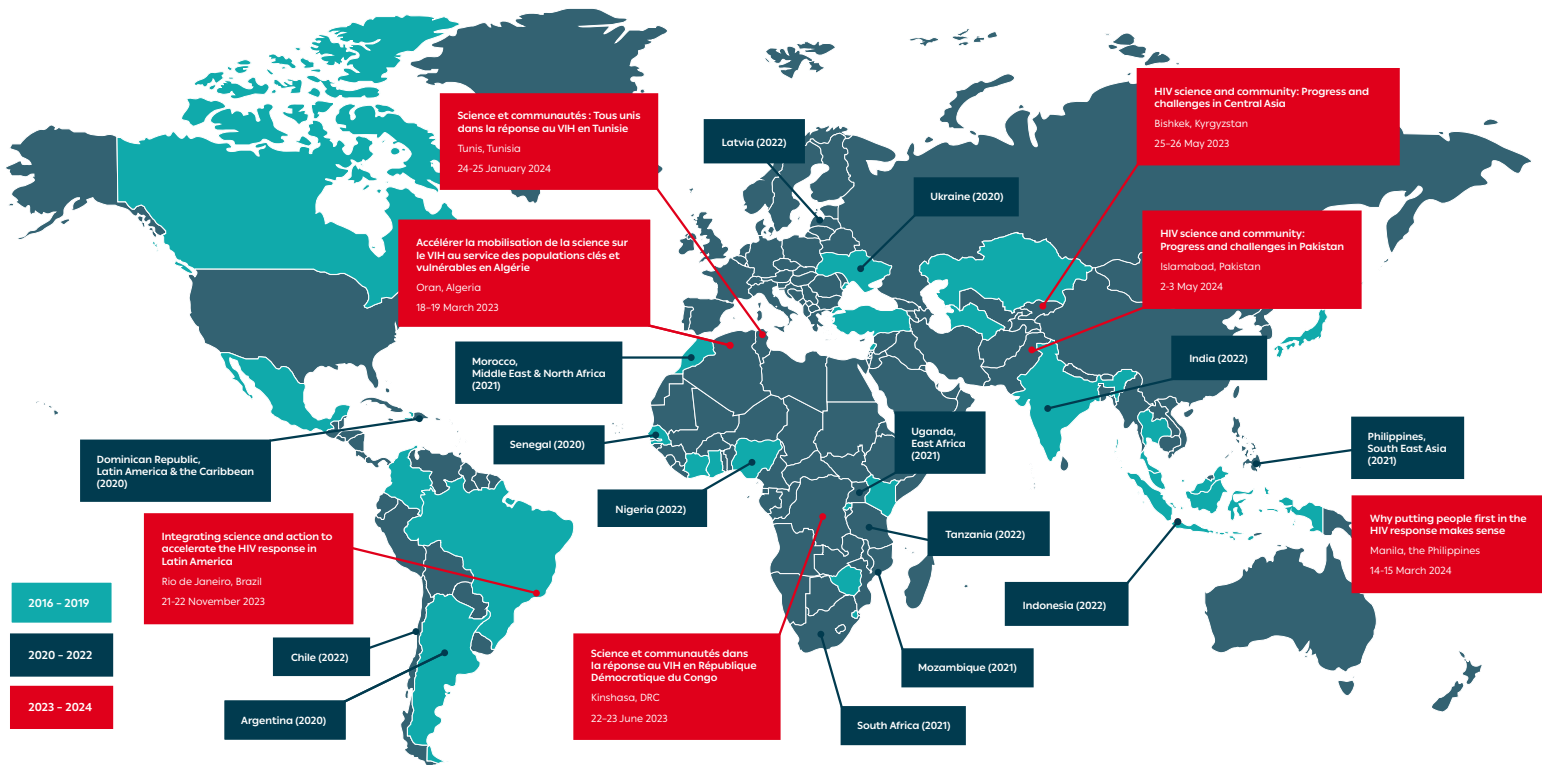 Science et communautés : Tous unis
dans la réponse au VIH en Tunisie
Tunis, Tunisia
24-25 January 2024
HIV science and community: Progress and
challenges in Central Asia
Bishkek, Kyrgyzstan
25–26 May 2023
Latvia (2022)
Ukraine (2020)
Accélérer la mobilisation de la science sur
le VIH au service des populations clés et
vulnérables en Algérie
Oran, Algeria
18–19 March 2023
HIV science and community:
Progress and challenges in Pakistan
Islamabad, Pakistan
2-3 May 2024
Morocco,
Middle East & North Africa
(2021)
India (2022)
Dominican Republic,
Latin America & the Caribbean
(2020)
Senegal (2020)
Uganda,
East Africa
(2021)
Philippines,
South East Asia
(2021)
Nigeria (2022)
Tanzania (2022)
Integrating science and action to
accelerate the HIV response in
Latin America
Rio de Janeiro, Brazil
21-22 November 2023
Why putting people first in the
HIV response makes sense
Manila, the Philippines
14-15 March 2024
Indonesia (2022)
2016 – 2019
2020 – 2022
2023 – 2024
Chile (2022)
Argentina (2020)
Science et communautés dans
la réponse au VIH en République
Démocratique du Congo
Kinshasa, DRC
22–23 June 2023
Mozambique (2021)
South Africa (2021)